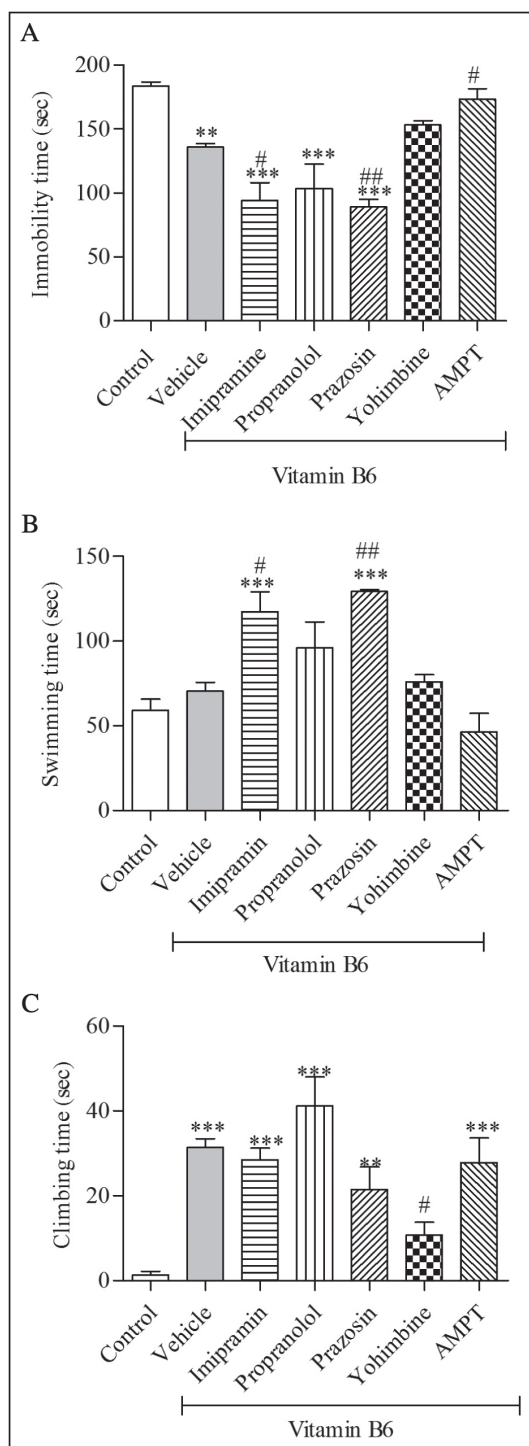 A
200
150
100
50
0
Immobility time (sec)
**
#
***
***
##
***
#
Control
Vehicle
Imipramine
Propranolol
Prazosin
Yohimbine
AMPT
Vitamin B6
B
150
100
50
0
Swimming time (sec)
#
***
##
***
Control
Vehicle
Imipramin
Propranolol
Prazosin
Yohimbine
AMPT
Vitamin B6
C
60
40
20
0
Climbing time (sec)
***
***
***
**
#
***
Control
Vehicle
Imipramin
Propranolol
Prazosin
Yohimbine
AMPT
Vitamin B6